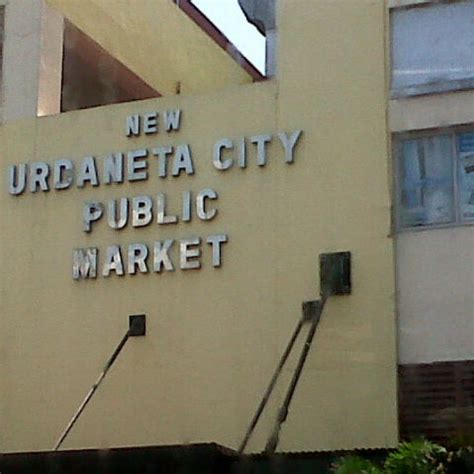 NEW
URDANETA CITY
PUBLIC
MARKET